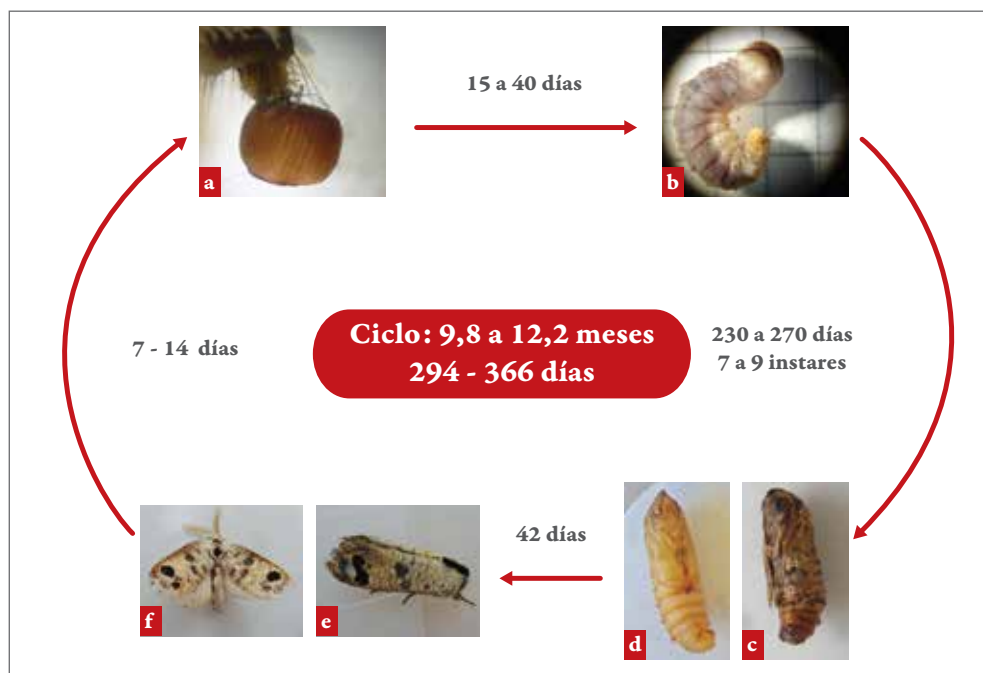 a
15 a 40 días
b
7 - 14 días
Ciclo: 9,8 a 12,2 meses
294 - 366 días
230 a 270 días
7 a 9 instares
f
e
42 días
d
c